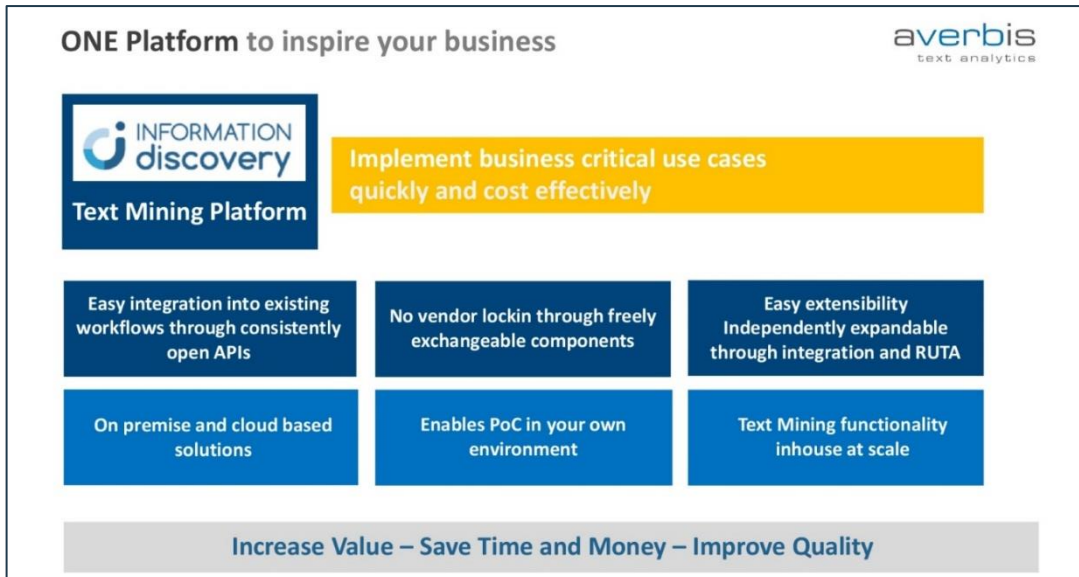 ONE Platform to inspire your business
averbis
text analytics
INFORMATION
discovery
Text Mining Platform
Implement business critical use cases
quickly and cost effectively
Easy integration into existing
workflows through consistently
open APIs
No vendor lockin through freely
exchangeable components
Easy extensibility
Independently expandable
through integration and RUTA
On premise and cloud based
solutions
Enables PoC in your own
environment
Text Mining functionality
inhouse at scale
Increase Value – Save Time and Money – Improve Quality